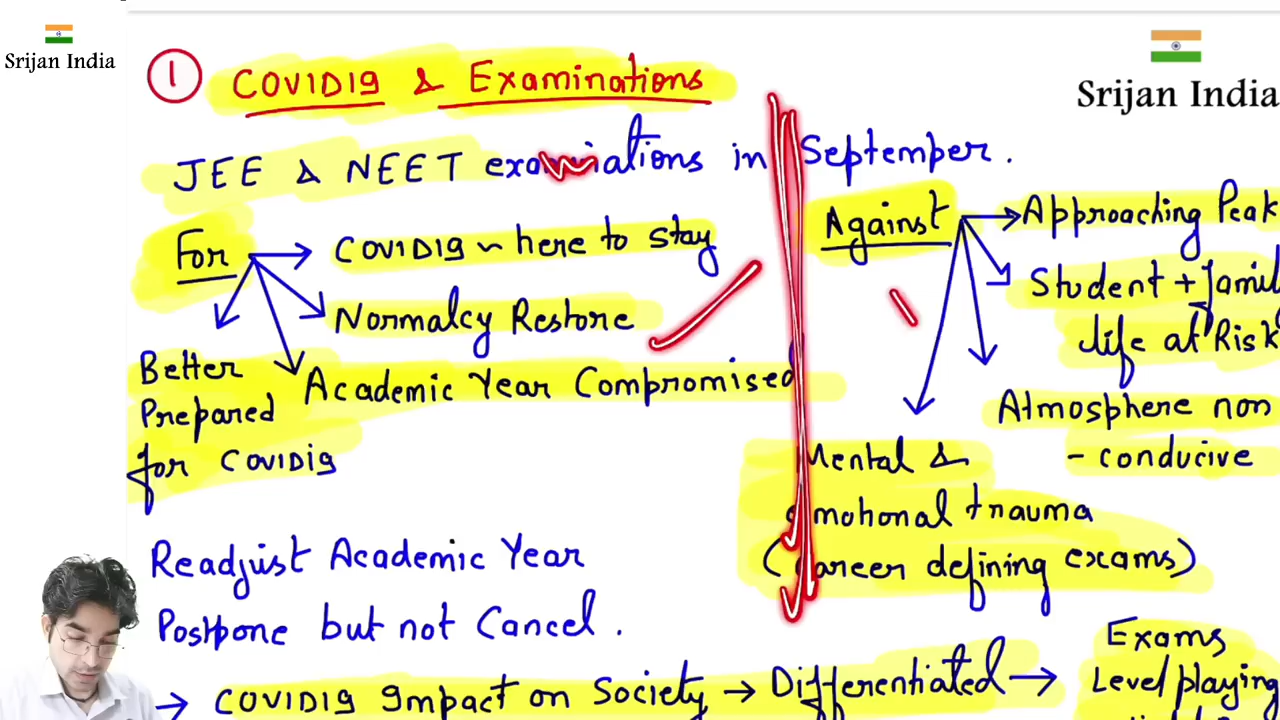 Srijan India
Srijan India
1 COVID19 & Examinations
JEE & NEET examiations in September.
For
COVID19 ~ here to stay
Normalcy Restore
Academic Year Compromised
Better
Prepared
for COVID19
Against
Approaching Peak
Student + family
life at Risk
Atmosphere non
- conducive
Mental &
emotional trauma
(career defining exams)
Readjust Academic Year
Postpone but not Cancel.
→ COVID19 Impact on Society → Differentiated →
Exams
Level playing